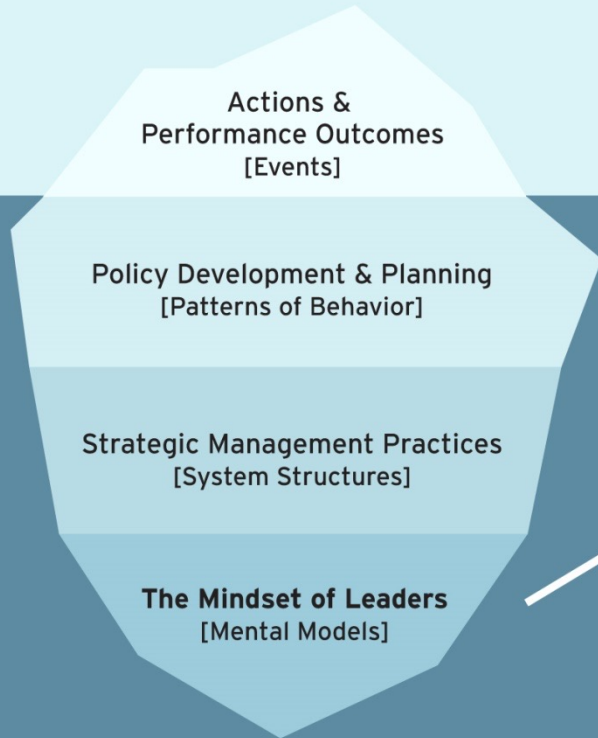 Actions &
Performance Outcomes
[Events]
Policy Development & Planning
[Patterns of Behavior]
Strategic Management Practices
[System Structures]
The Mindset of Leaders
[Mental Models]